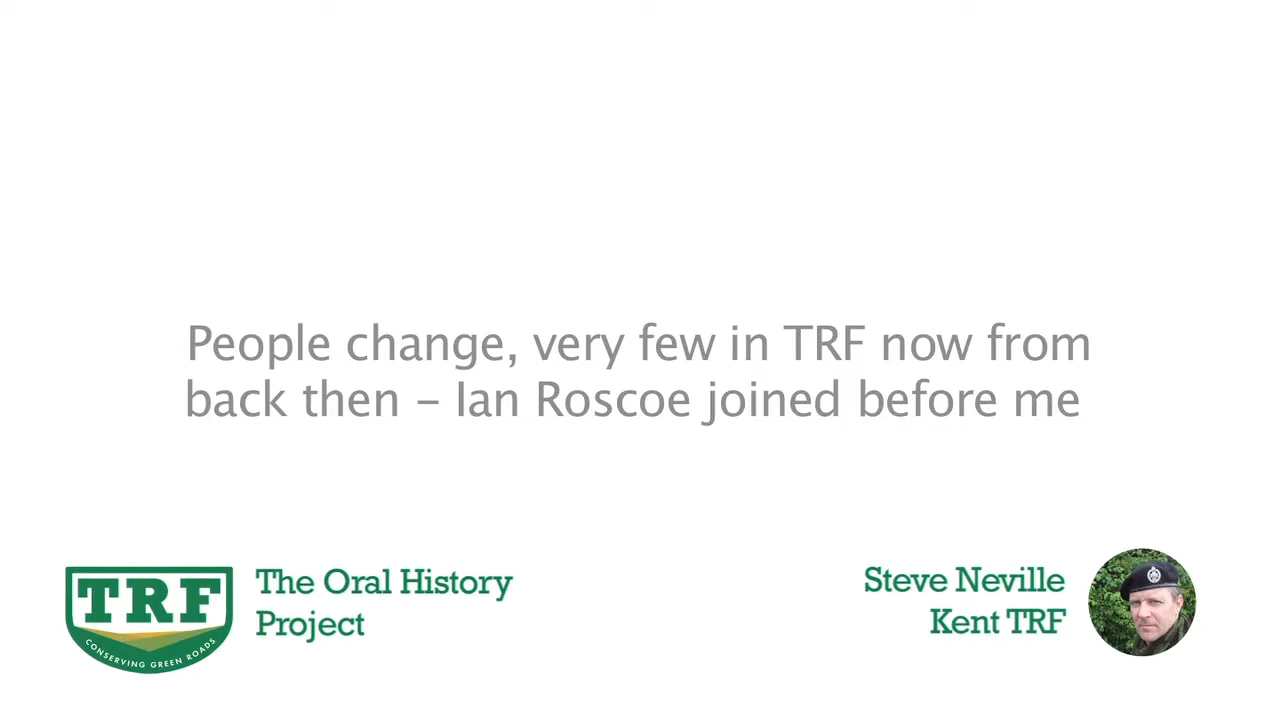 People change, very few in TRF now from
back then – Ian Roscoe joined before me
TRF
CONSERVING GREEN ROADS
The Oral History
Project
Steve Neville
Kent TRF